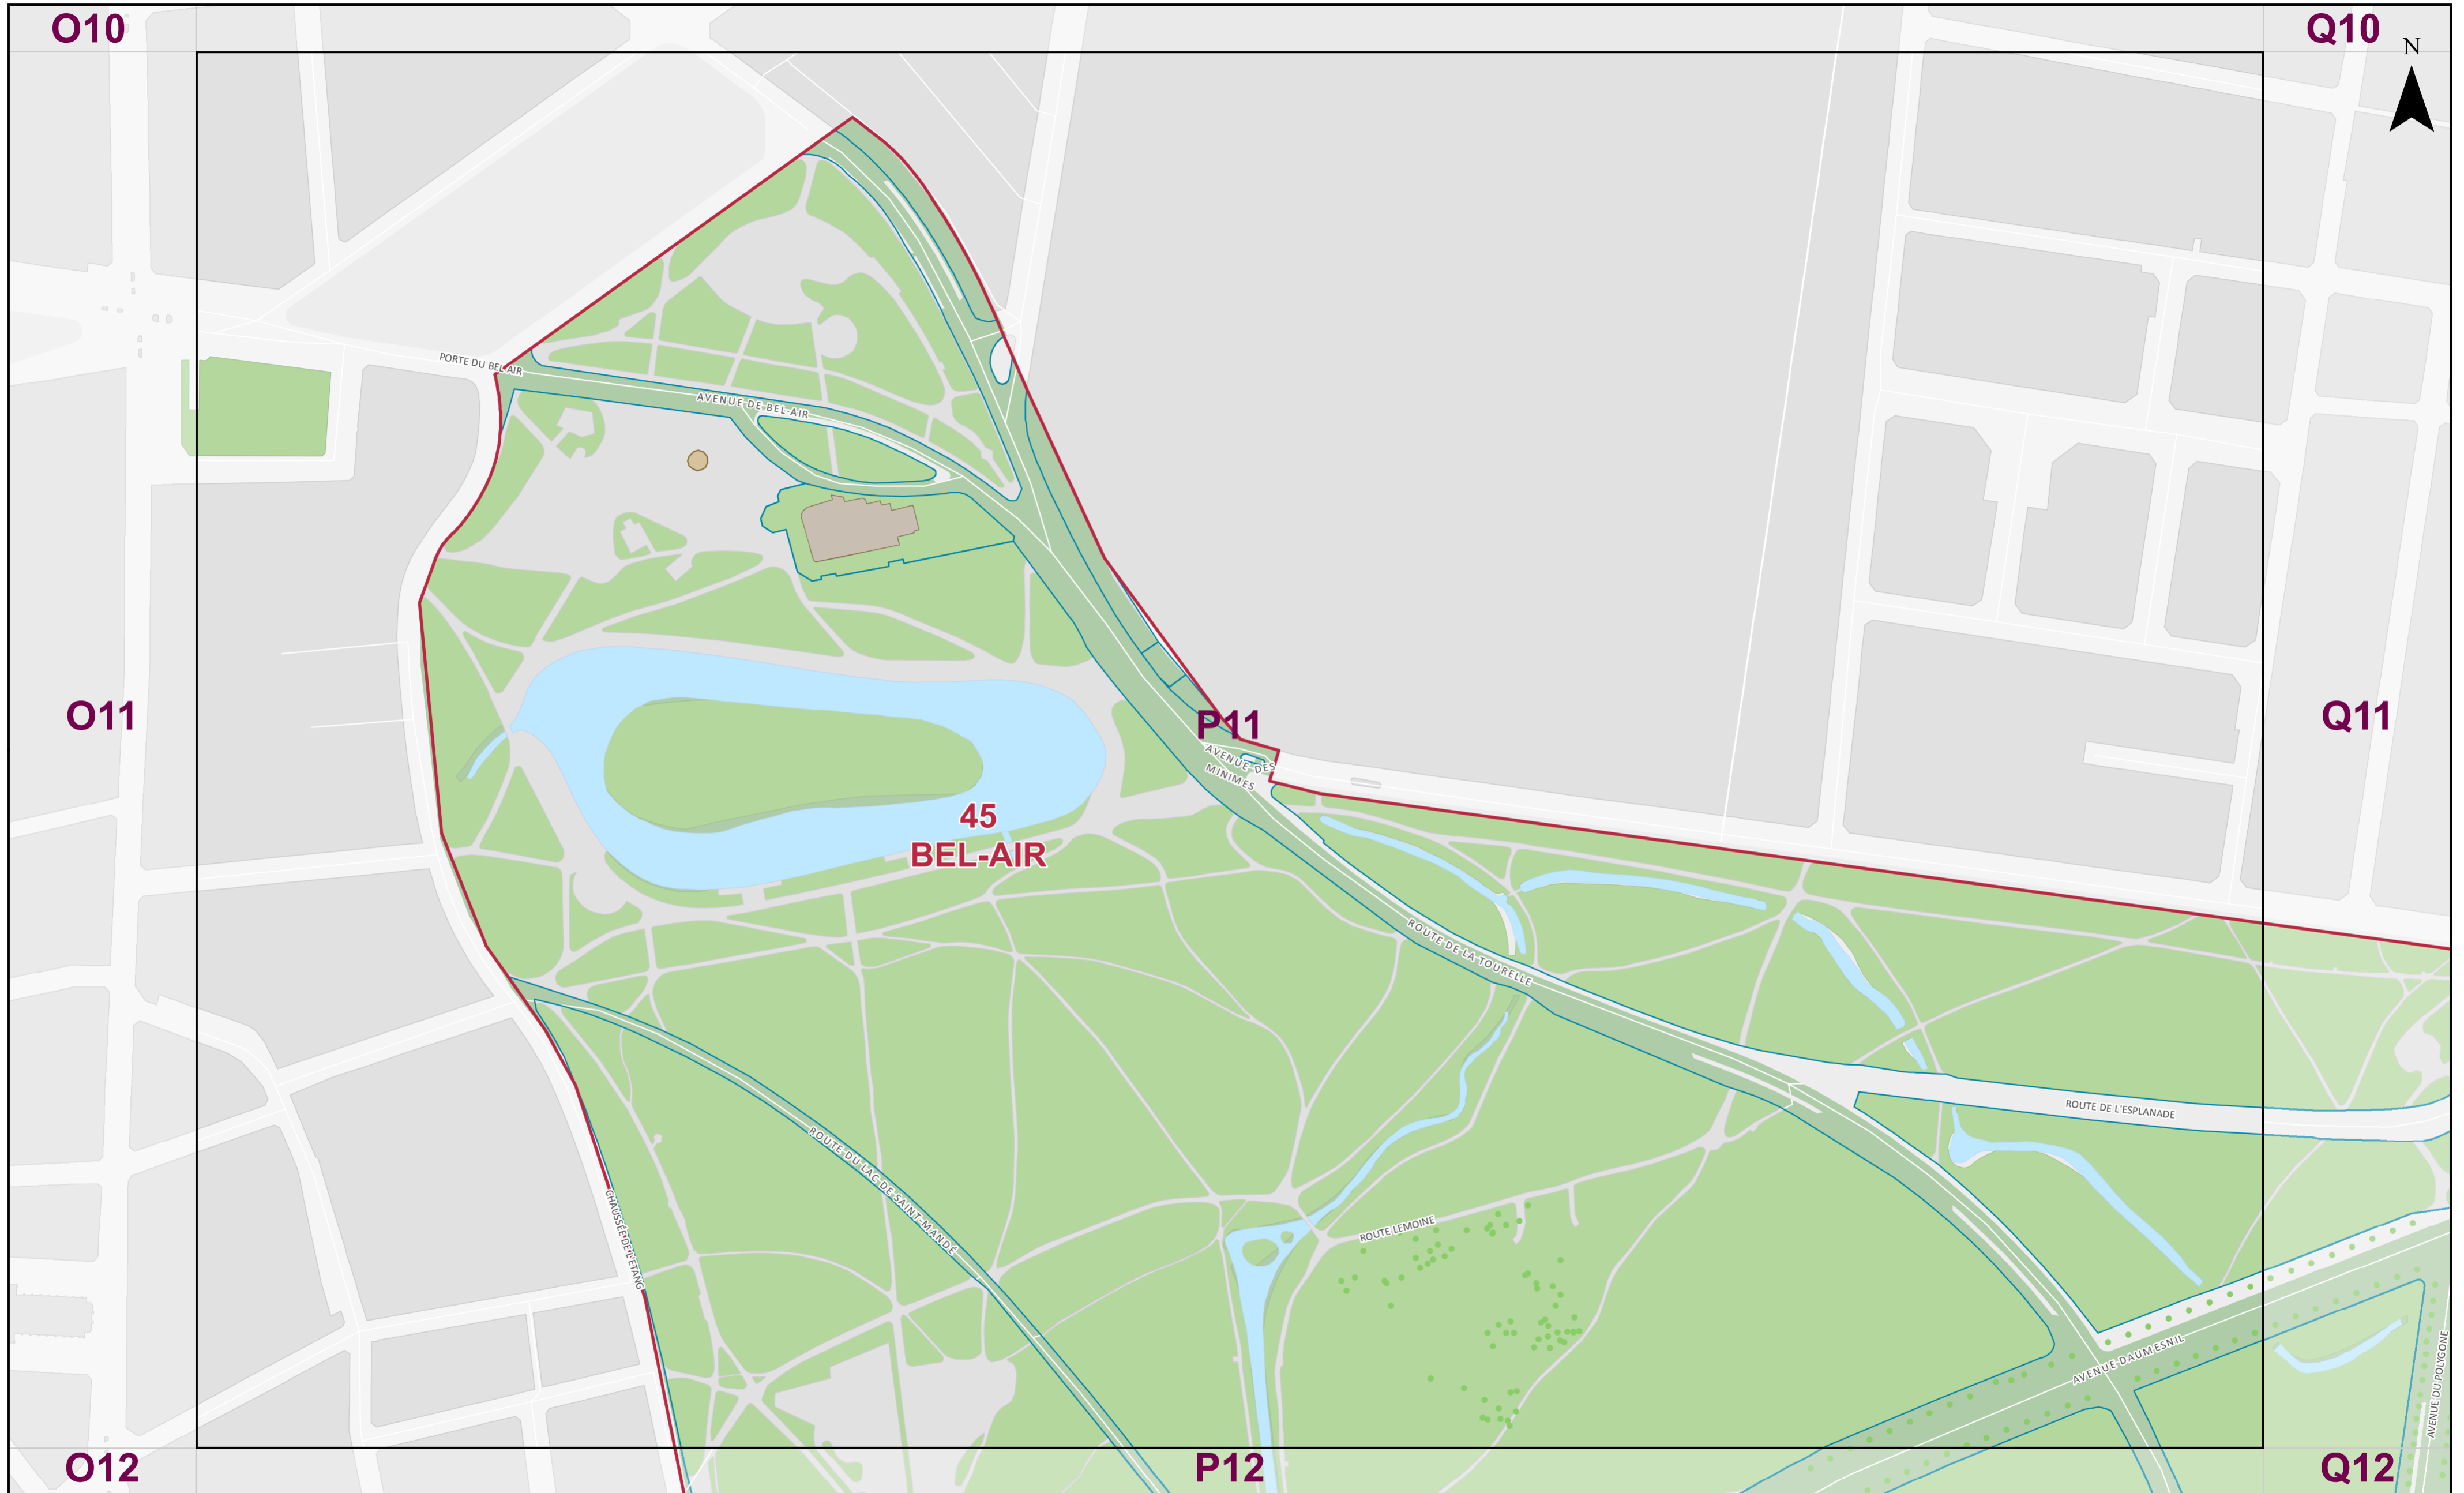 O10
Q10
N
PORTE DU BEL AIR
AVENUE DE BEL-AIR
O11
P11
Q11
AVENUE DES
MINIMES
45
BEL-AIR
ROUTE DE LA TOURELLE
ROUTE DE L'ESPLANADE
ROUTE DU LAC DE SAINT-MANDÉ
CHAUSSÉE DE L'ETANG
ROUTE LEMOINE
AVENUE DAUMESNIL
AVENUE DU POLYGONE
O12
P12
Q12